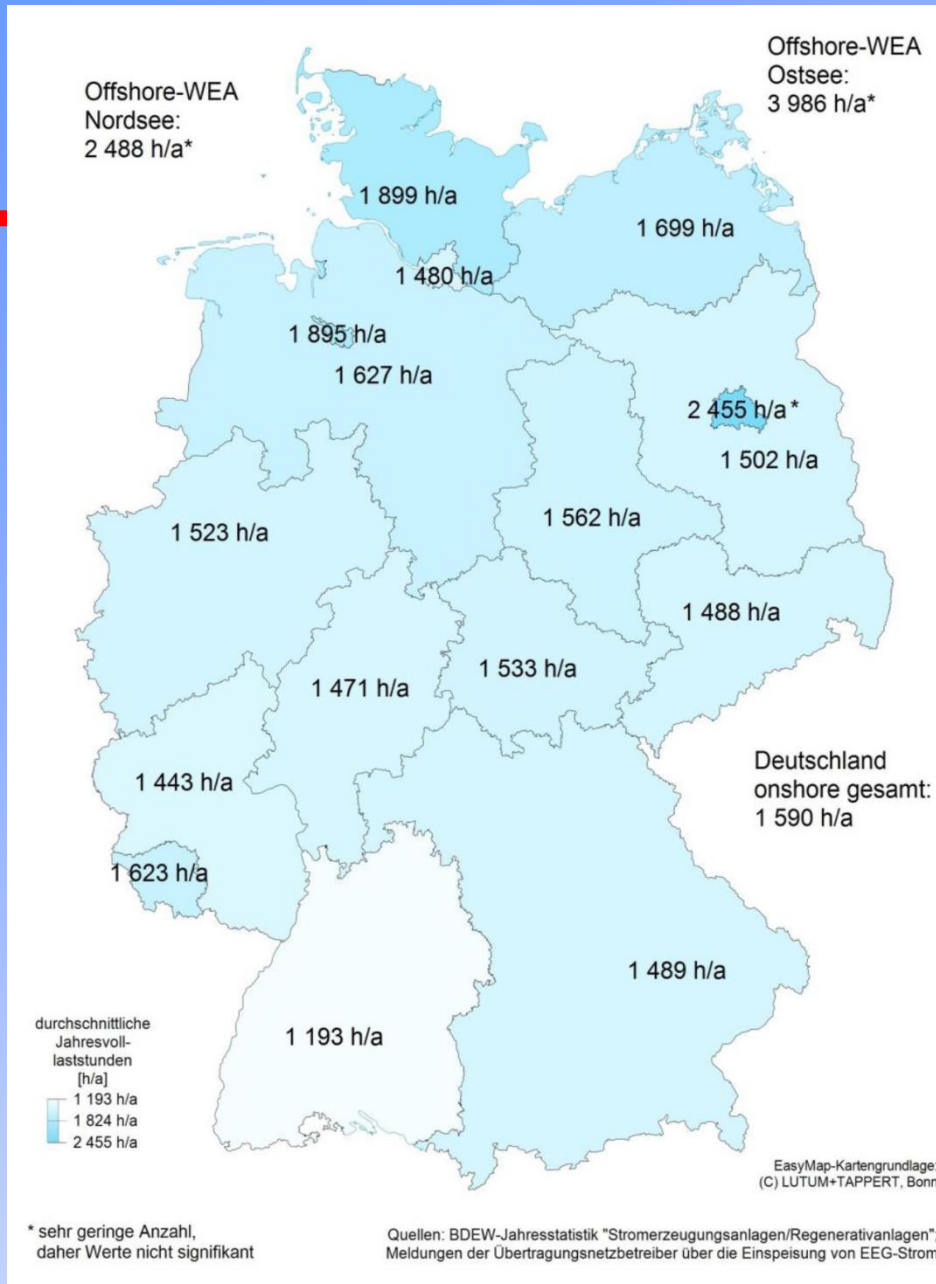 Offshore-WEA
Nordsee:
2 488 h/a*
Offshore-WEA
Ostsee:
3 986 h/a*
1 899 h/a
1 699 h/a
1 480 h/a
1 895 h/a
1 627 h/a
2 455 h/a*
1 502 h/a
1 523 h/a
1 562 h/a
1 488 h/a
1 533 h/a
1 471 h/a
1 443 h/a
Deutschland
onshore gesamt:
1 590 h/a
1 623 h/a
1 489 h/a
1 193 h/a
durchschnittliche
Jahresvoll-
laststunden
[h/a]
1 193 h/a
1 824 h/a
2 455 h/a
EasyMap-Kartengrundlage:
(C) LUTUM+TAPPERT, Bonn
* sehr geringe Anzahl,
daher Werte nicht signifikant
Quellen: BDEW-Jahresstatistik "Stromerzeugungsanlagen/Regenerativanlagen";
Meldungen der Übertragungsnetzbetreiber über die Einspeisung von EEG-Strom